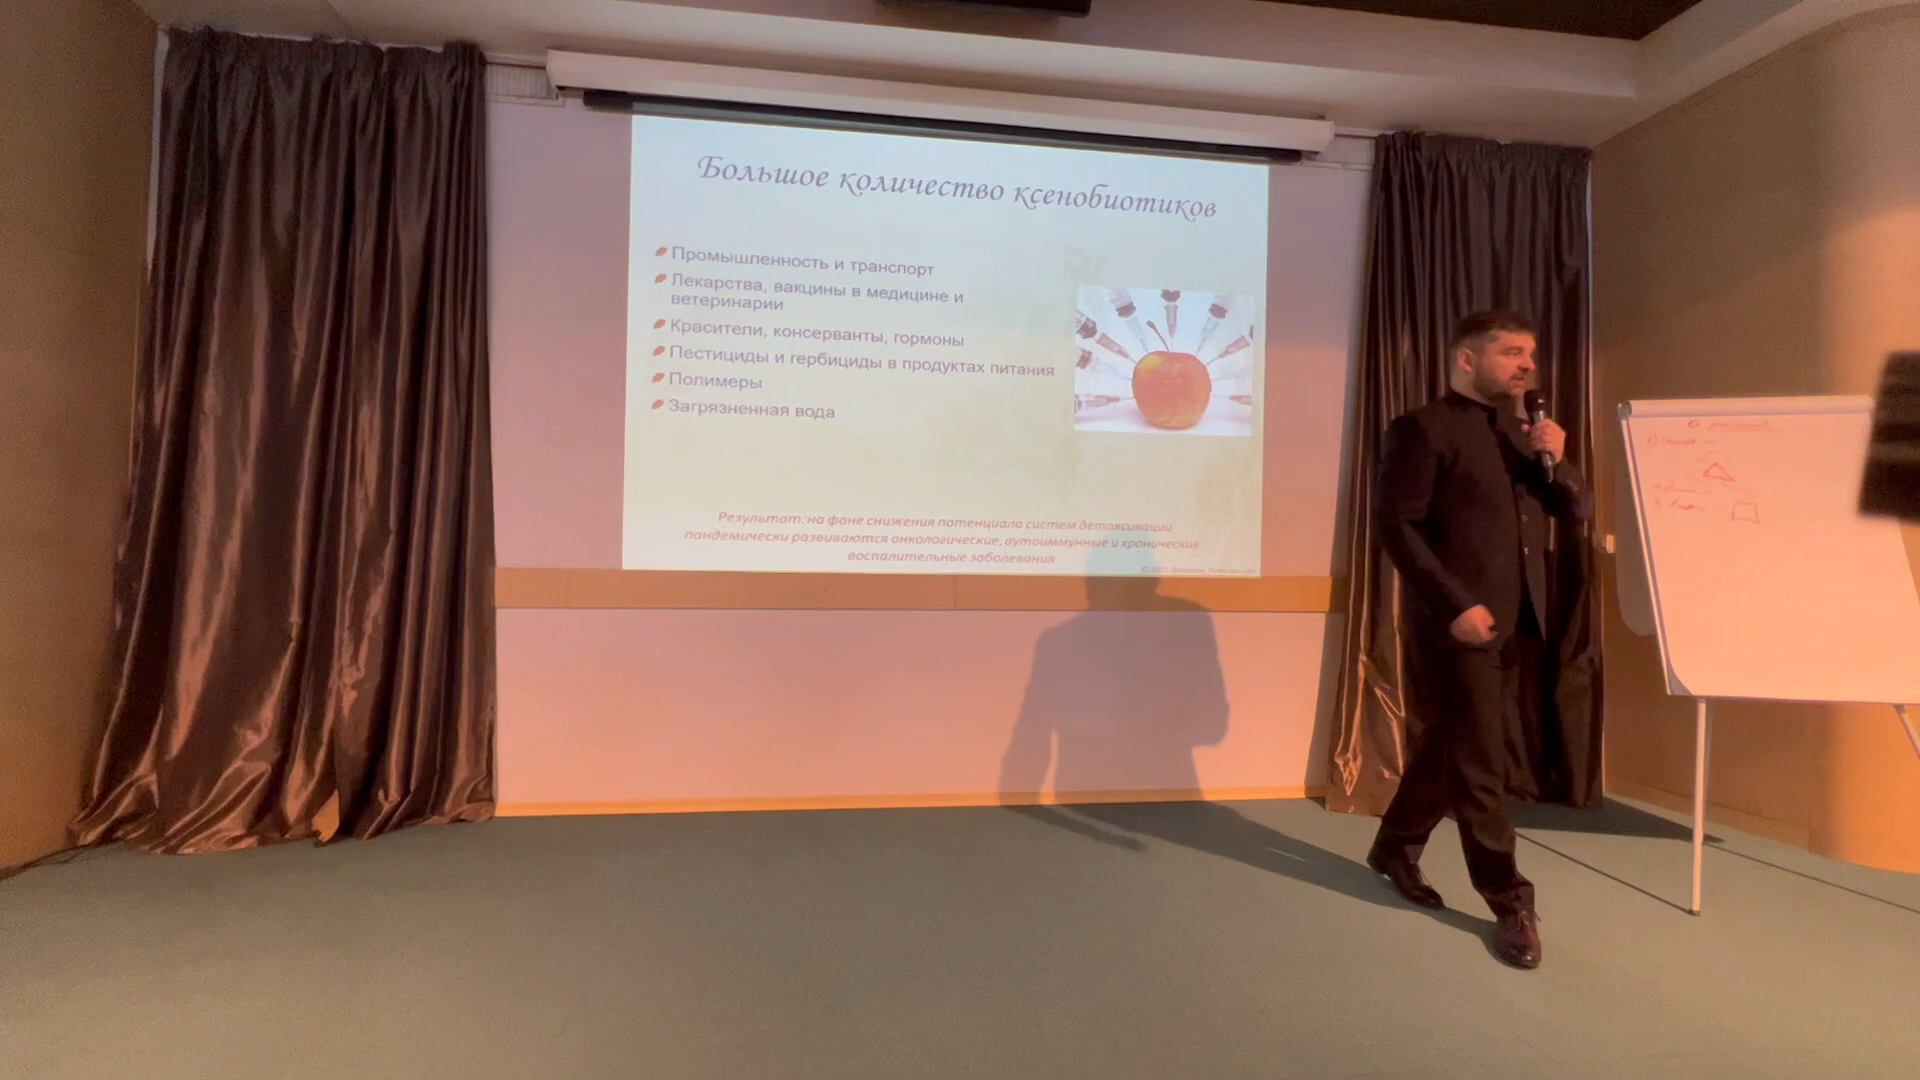 Большое количество ксенобиотиков
Промышленность и транспорт
Лекарства, вакцины в медицине и
ветеринарии
Красители, консерванты, гормоны
Пестициды и гербициды в продуктах питания
Полимеры
Загрязненная вода
Результат: на фоне снижения потенциала систем детоксикации
пандемически развиваются онкологические, аутоиммунные и хронические
воспалительные заболевания